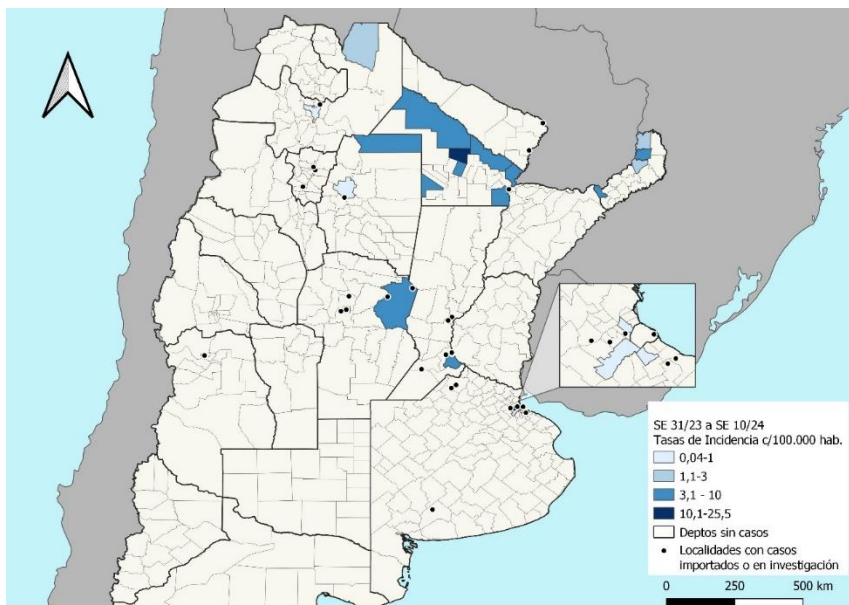 SE 31/23 a SE 10/24
Tasas de Incidencia c/100.000 hab.
0,04-1
1,1-3
3,1 - 10
10,1-25,5
Deptos sin casos
Localidades con casos
importados o en investigación
0 250 500 km